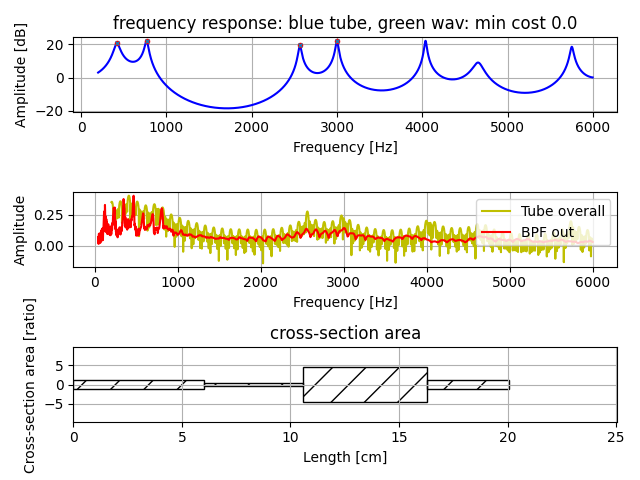 frequency response: blue tube, green wav: min cost 0.0
Amplitude [dB]
20
0
−20
0 1000 2000 3000 4000 5000 6000
Frequency [Hz]
Amplitude
0.25
0.00
Tube overall
BPF out
0 1000 2000 3000 4000 5000 6000
Frequency [Hz]
cross-section area
Cross-section area [ratio]
5
0
−5
0 5 10 15 20 25
Length [cm]